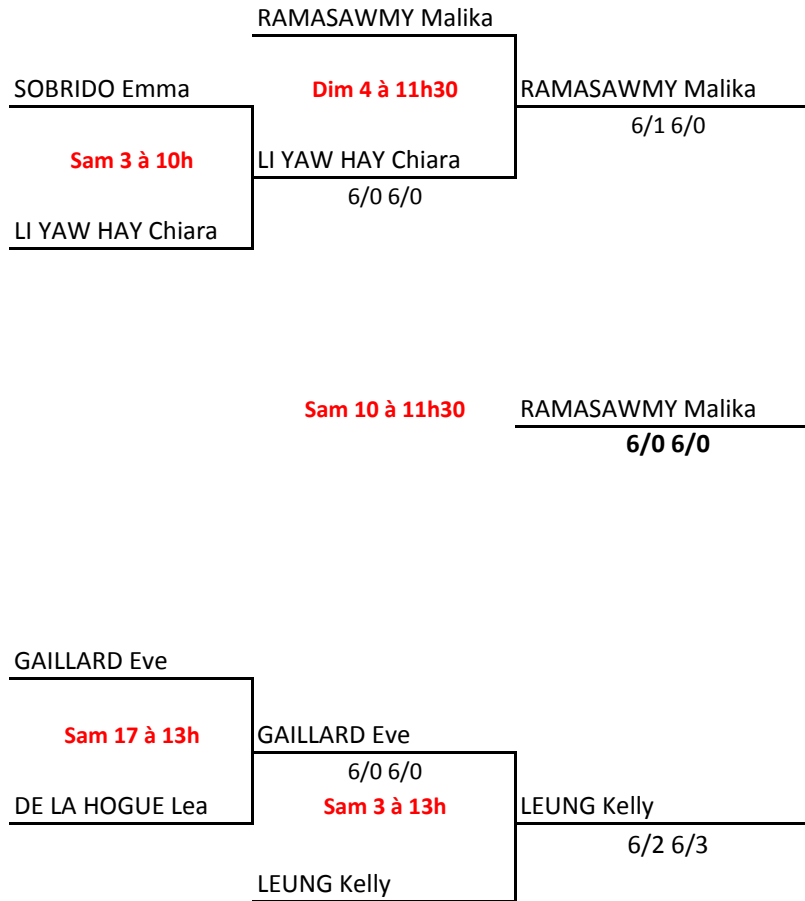 RAMASAWMY Malika
SOBRIDO Emma
Dim 4 à 11h30
RAMASAWMY Malika
6/1 6/0
Sam 3 à 10h
LI YAW HAY Chiara
6/0 6/0
LI YAW HAY Chiara
Sam 10 à 11h30
RAMASAWMY Malika
6/0 6/0
GAILLARD Eve
Sam 17 à 13h
GAILLARD Eve
6/0 6/0
DE LA HOGUE Lea
Sam 3 à 13h
LEUNG Kelly
6/2 6/3
LEUNG Kelly